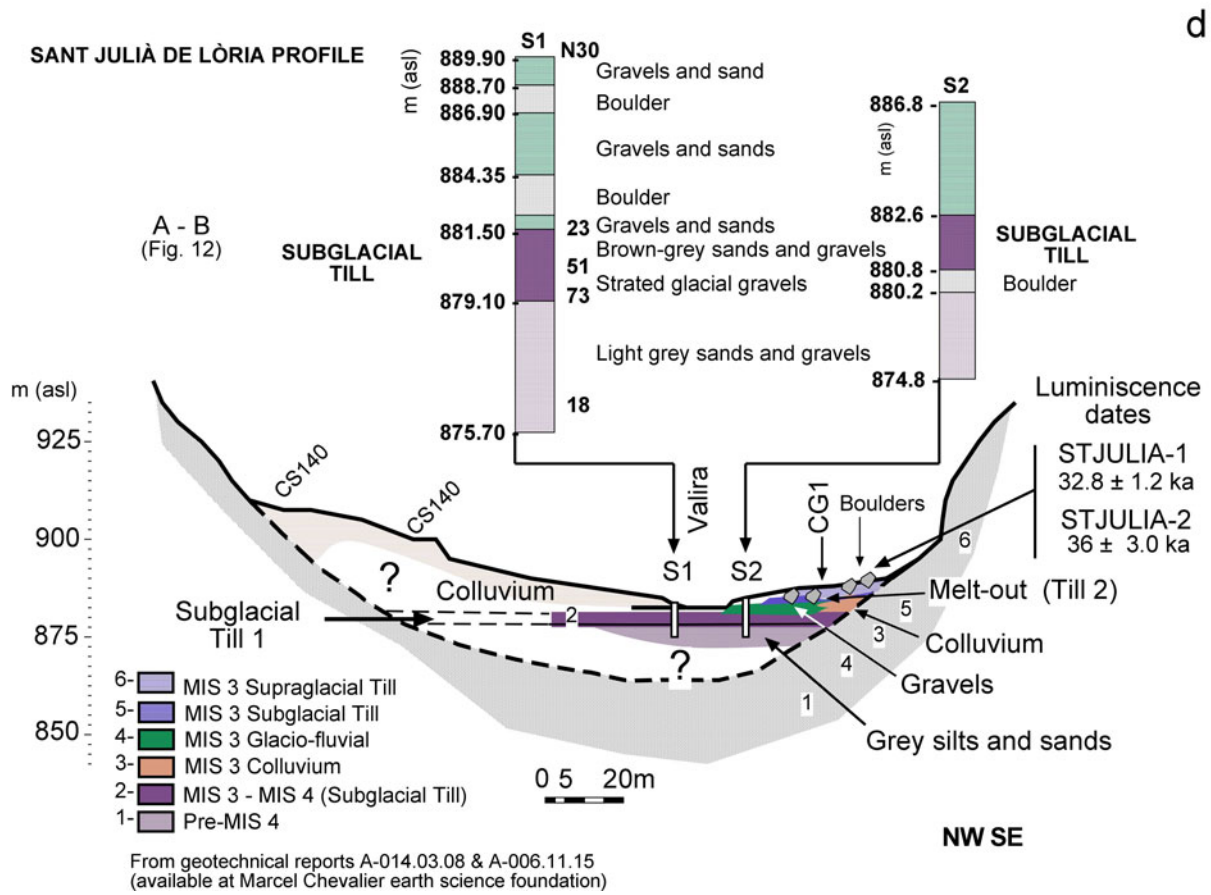 d
SANT JULIÀ DE LÒRIA PROFILE
S1
N30
m (asl)
889.90
888.70
886.90
884.35
881.50
879.10
875.70
Gravels and sand
Boulder
Gravels and sands
Boulder
23 Gravels and sands
Brown-grey sands and gravels
51
73 Strated glacial gravels
Light grey sands and gravels
18
A - B
(Fig. 12)
SUBGLACIAL
TILL
S2
m (asl)
886.8
882.6
880.8
880.2
874.8
SUBGLACIAL
TILL
Boulder
m (asl)
925
900
875
850
CS140
CS140
?
Colluvium
Subglacial
Till 1
2
S1
Valira
S2
CG1
Boulders
Luminiscence
dates
STJULIA-1
32.8 ± 1.2 ka
STJULIA-2
36 ± 3.0 ka
6
5
3
4
1
?
Melt-out (Till 2)
Colluvium
Gravels
Grey silts and sands
6- MIS 3 Supraglacial Till
5- MIS 3 Subglacial Till
4- MIS 3 Glacio-fluvial
3- MIS 3 Colluvium
2- MIS 3 - MIS 4 (Subglacial Till)
1- Pre-MIS 4
0 5 20m
NW SE
From geotechnical reports A-014.03.08 & A-006.11.15
(available at Marcel Chevalier earth science foundation)